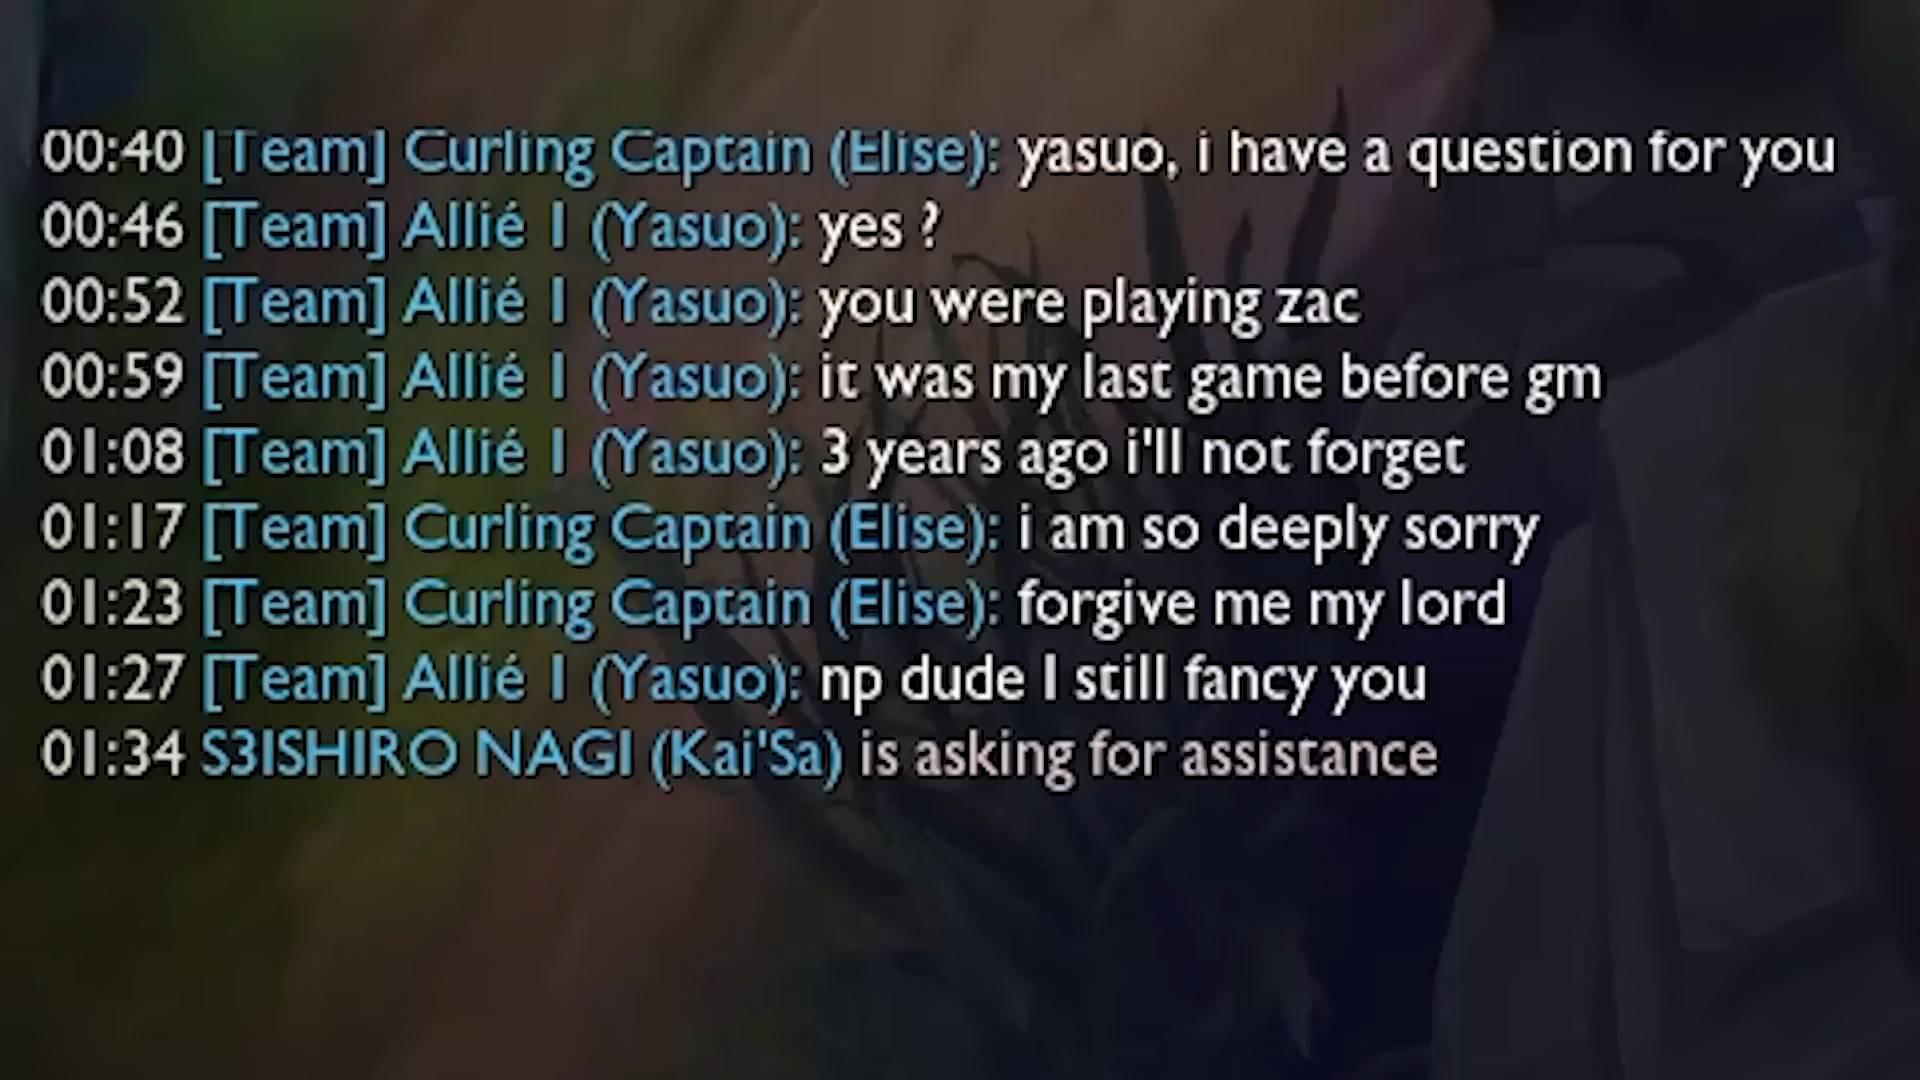 00:40 [Team] Curling Captain (Elise): yasuo, i have a question for you
00:46 [Team] Allié 1 (Yasuo): yes ?
00:52 [Team] Allié 1 (Yasuo): you were playing zac
00:59 [Team] Allié 1 (Yasuo): it was my last game before gm
01:08 [Team] Allié 1 (Yasuo): 3 years ago i'll not forget
01:17 [Team] Curling Captain (Elise): i am so deeply sorry
01:23 [Team] Curling Captain (Elise): forgive me my lord
01:27 [Team] Allié 1 (Yasuo): np dude I still fancy you
01:34 S3ISHIRO NAGI (Kai'Sa) is asking for assistance